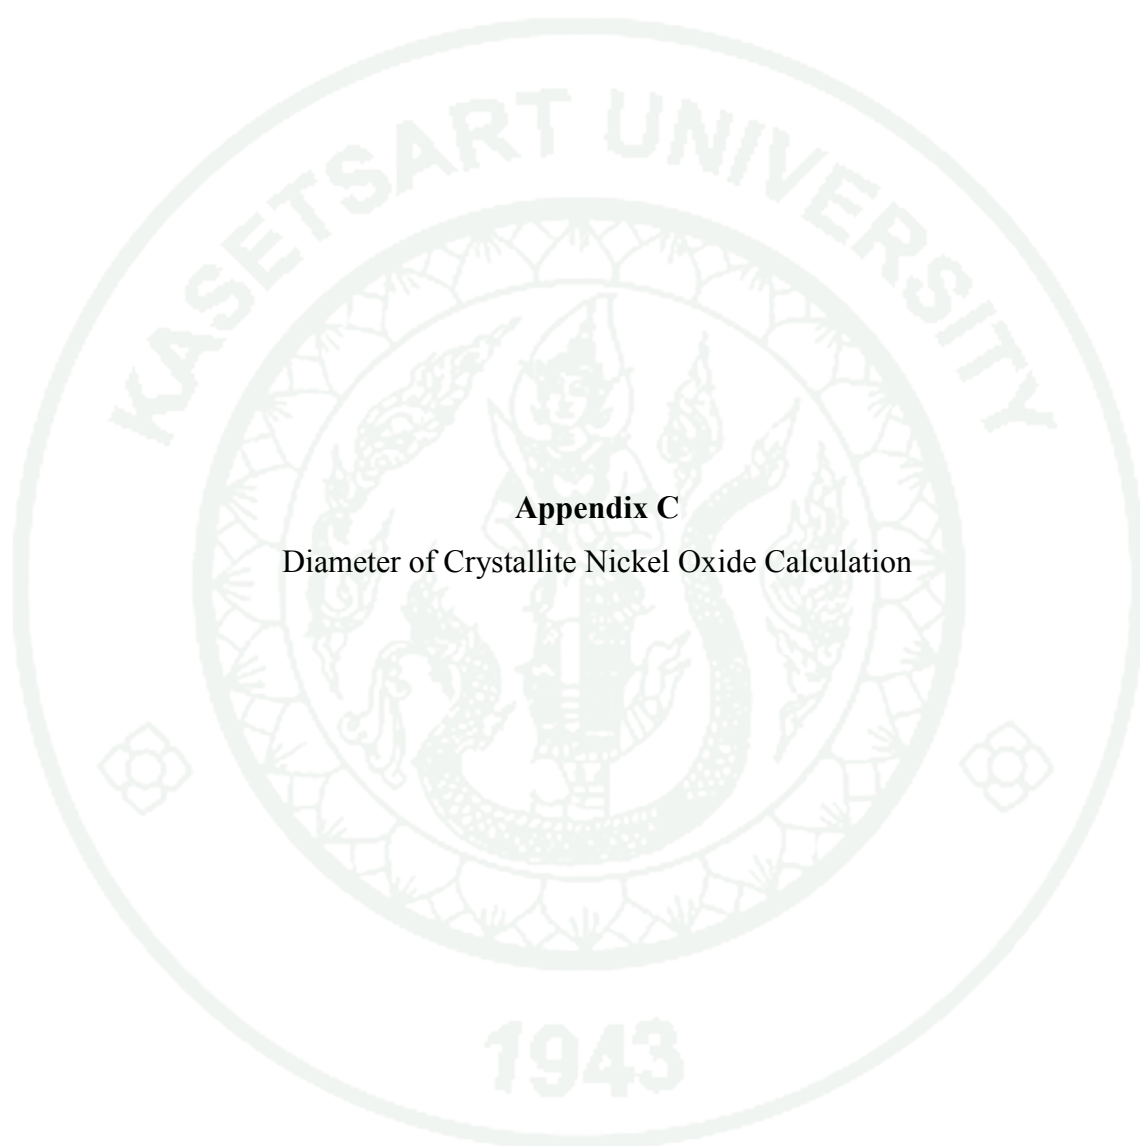 KASETSART UNIVERSITY
Appendix C
Diameter of Crystallite Nickel Oxide Calculation
1943